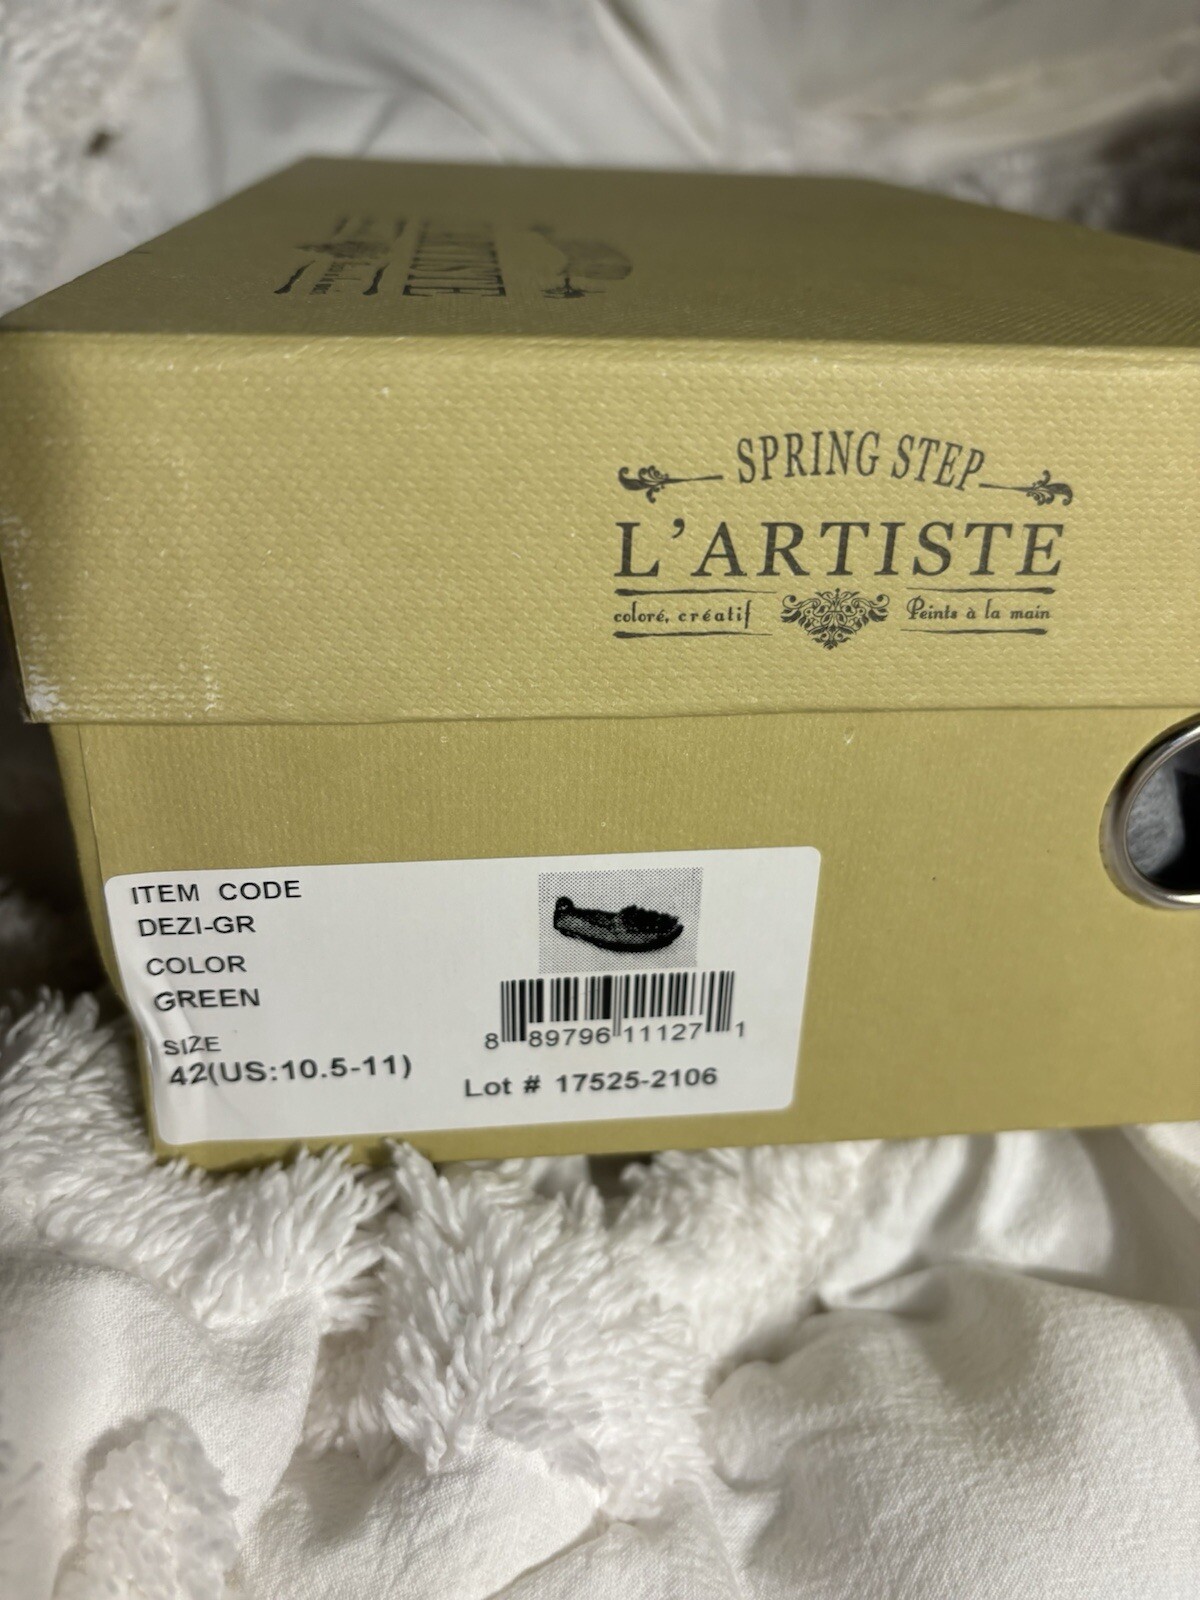 L'ARTISTE
SPRING STEP
L'ARTISTE
coloré, créatif
Peints à la main
ITEM CODE
DEZI-GR
COLOR
GREEN
SIZE
42(US:10.5-11)
8 89796 11127 1
Lot # 17525-2106